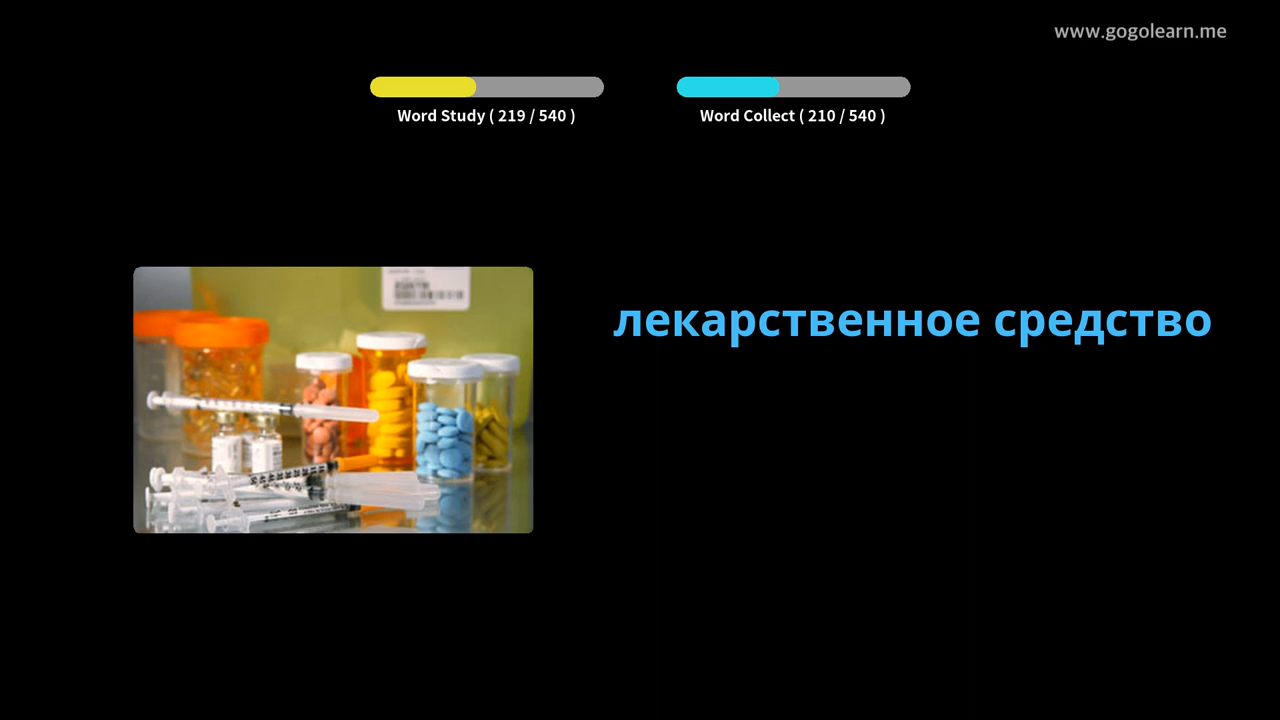 www.gogolearn.me
Word Study ( 219 / 540 )
Word Collect ( 210 / 540 )
лекарственное средство